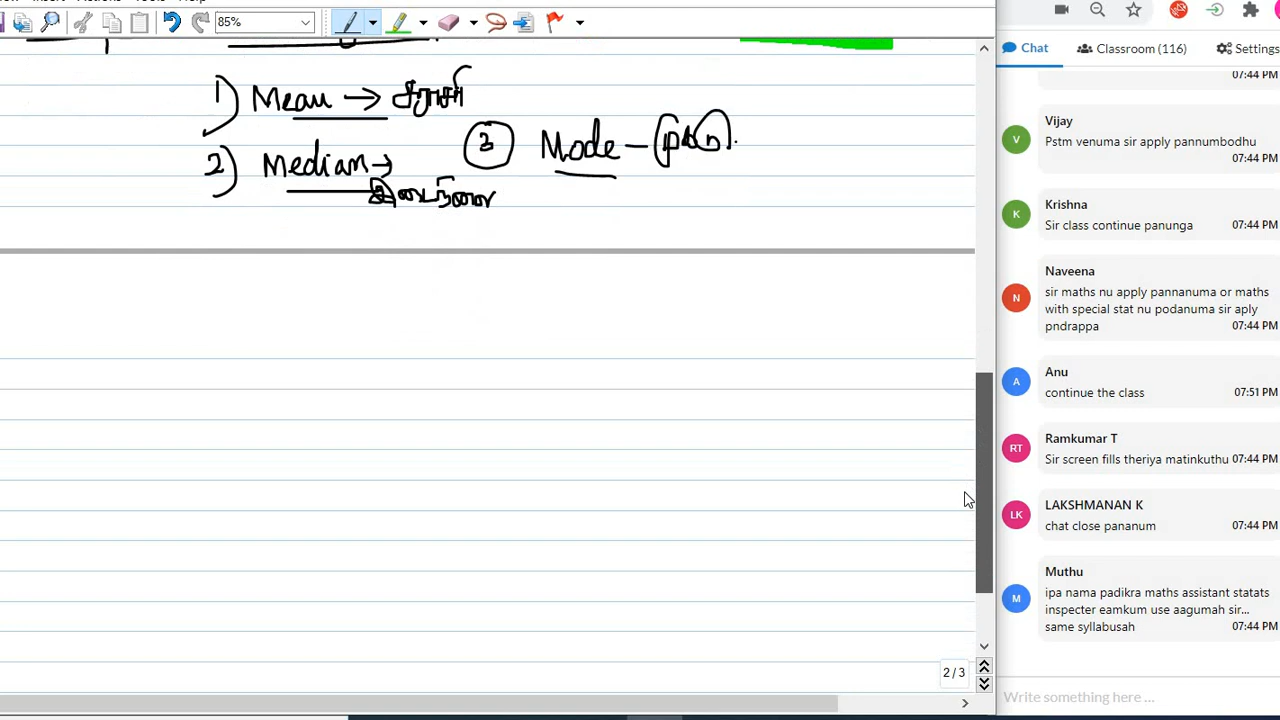 85%
1) Mean → சராசரி
2) Median →
இடைநிலை
3 Mode - (முகடு).
2 / 3
Chat
Classroom (116)
Settings
07:44 PM
Vijay
Pstm venuma sir apply pannumbodhu
07:44 PM
Krishna
Sir class continue panunga
07:44 PM
Naveena
sir maths nu apply pannanuma or maths
with special stat nu podanuma sir aply
pndrappa
07:44 PM
Anu
continue the class
07:51 PM
Ramkumar T
Sir screen fills theriya matinkuthu
07:44 PM
LAKSHMANAN K
chat close pananum
07:44 PM
Muthu
ipa nama padikra maths assistant statats
inspecter eamkum use aagumah sir...
same syllabusah
07:44 PM
Write something here ...